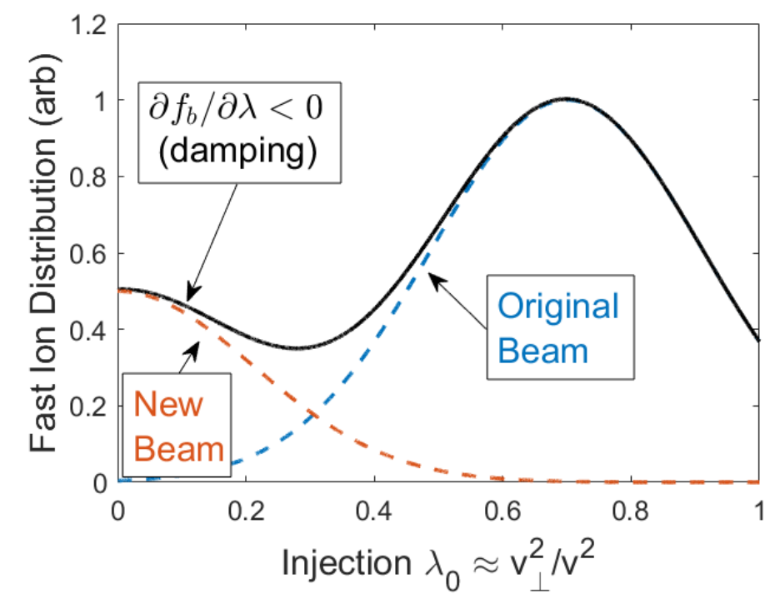 1.2
1
0.8
0.6
0.4
0.2
0
Fast Ion Distribution (arb)
∂f_b/∂λ < 0
(damping)
Original
Beam
New
Beam
0 0.2 0.4 0.6 0.8 1
Injection λ_0 ≈ v_⊥^2/v^2